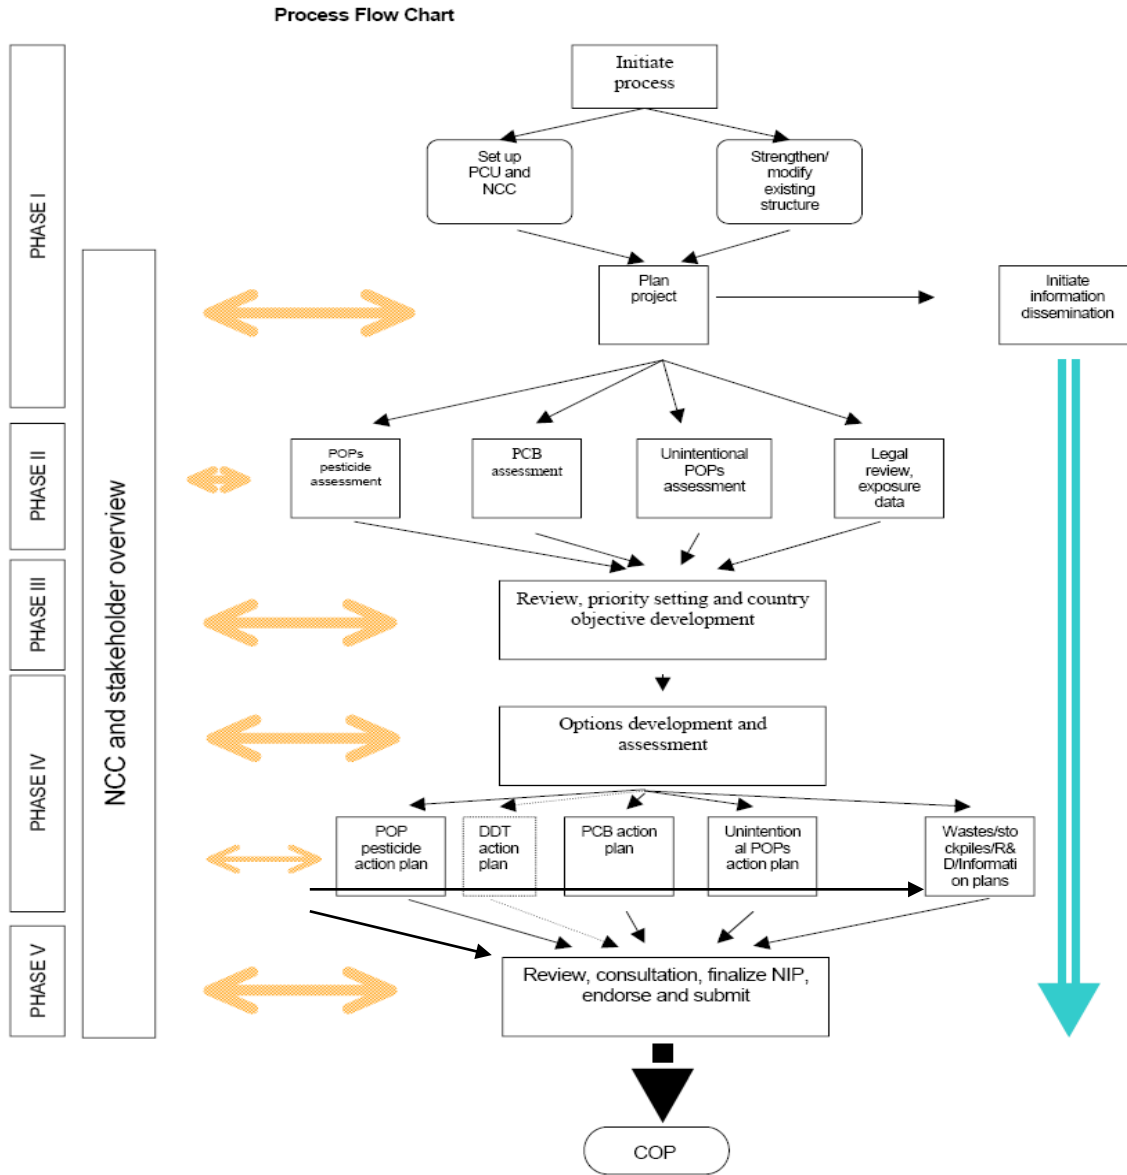 Process Flow Chart
PHASE I
PHASE II
PHASE III
PHASE IV
PHASE V
NCC and stakeholder overview
Initiate
process
Set up
PCU and
NCC
Strengthen/
modify
existing
structure
Plan
project
Initiate
information
dissemination
POPs
pesticide
assessment
PCB
assessment
Unintentional
POPs
assessment
Legal
review,
exposure
data
Review, priority setting and country
objective development
Options development and
assessment
POP
pesticide
action plan
DDT
action
plan
PCB action
plan
Unintention
al POPs
action plan
Wastes/sto
ckpiles/R&
D/Informati
on plans
Review, consultation, finalize NIP,
endorse and submit
COP